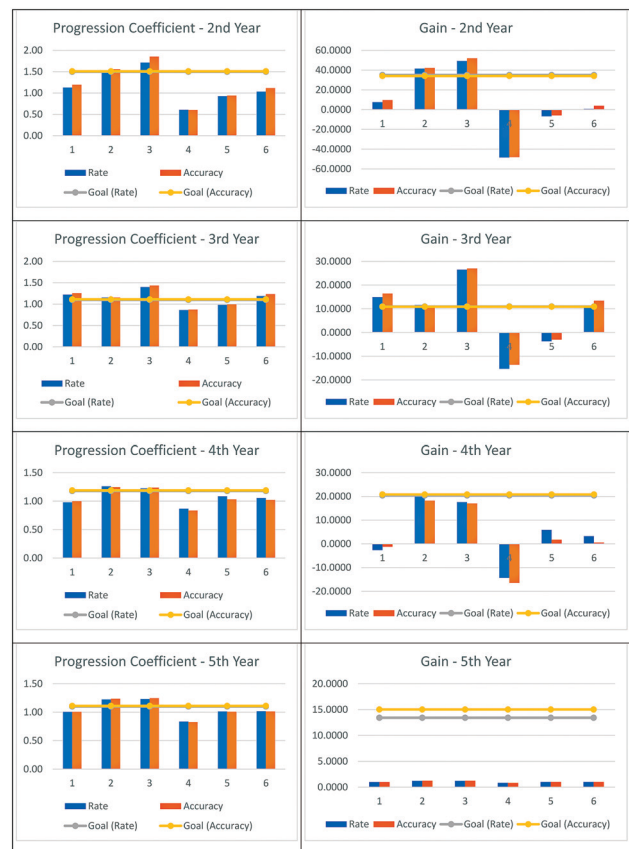 Progression Coefficient - 2nd Year
2.00
1.50
1.00
0.50
0.00
1 2 3 4 5 6
Rate Accuracy
Goal (Rate) Goal (Accuracy)
Gain - 2nd Year
60.0000
40.0000
20.0000
0.0000
-20.0000
-40.0000
-60.0000
1 2 3 4 5 6
Rate Accuracy Goal (Rate) Goal (Accuracy)
Progression Coefficient - 3rd Year
2.00
1.50
1.00
0.50
0.00
1 2 3 4 5 6
Rate Accuracy
Goal (Rate) Goal (Accuracy)
Gain - 3rd Year
30.0000
20.0000
10.0000
0.0000
-10.0000
-20.0000
1 2 3 4 5 6
Rate Accuracy Goal (Rate) Goal (Accuracy)
Progression Coefficient - 4th Year
1.50
1.00
0.50
0.00
1 2 3 4 5 6
Rate Accuracy
Goal (Rate) Goal (Accuracy)
Gain - 4th Year
30.0000
20.0000
10.0000
0.0000
-10.0000
-20.0000
1 2 3 4 5 6
Rate Accuracy Goal (Rate) Goal (Accuracy)
Progression Coefficient - 5th Year
1.50
1.00
0.50
0.00
1 2 3 4 5 6
Rate Accuracy
Goal (Rate) Goal (Accuracy)
Gain - 5th Year
20.0000
15.0000
10.0000
5.0000
0.0000
1 2 3 4 5 6
Rate Accuracy Goal (Rate) Goal (Accuracy)